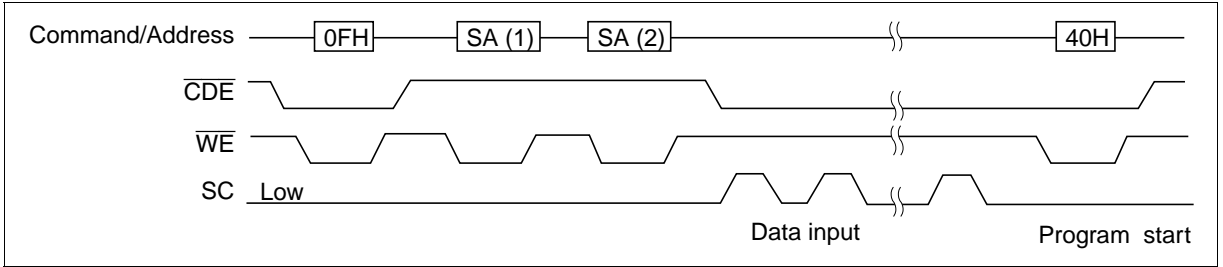 Command/Address 0FH SA (1) SA (2) 40H
CDE
WE
SC Low
Data input Program start